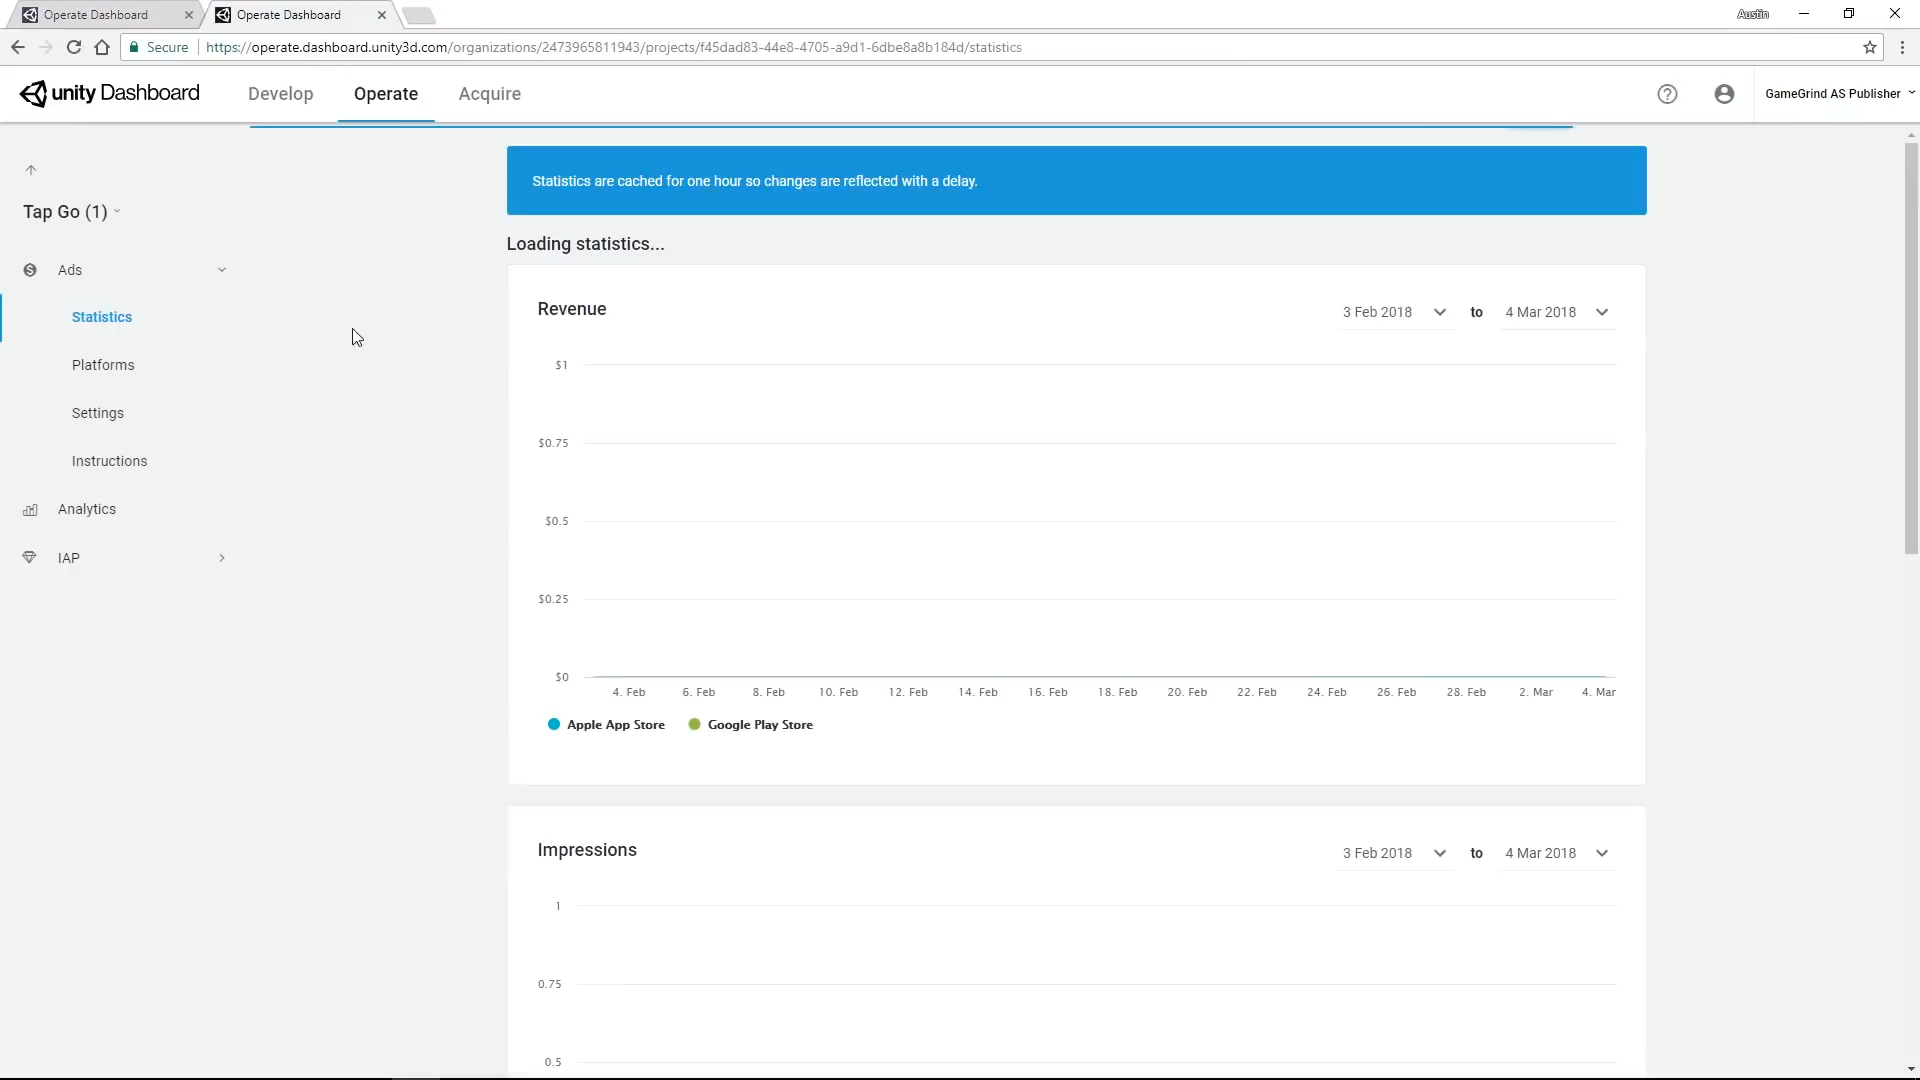 Operate Dashboard
Operate Dashboard
Austin
Secure
https://operate.dashboard.unity3d.com/organizations/2473965811943/projects/f45dad83-44e8-4705-a9d1-6dbe8a8b184d/statistics
unity Dashboard
Develop
Operate
Acquire
GameGrind AS Publisher
Tap Go (1)
Ads
Statistics
Platforms
Settings
Instructions
Analytics
IAP
Statistics are cached for one hour so changes are reflected with a delay.
Loading statistics...
Revenue
3 Feb 2018 to 4 Mar 2018
$1
$0.75
$0.5
$0.25
$0
4. Feb 6. Feb 8. Feb 10. Feb 12. Feb 14. Feb 16. Feb 18. Feb 20. Feb 22. Feb 24. Feb 26. Feb 28. Feb 2. Mar 4. Mar
Apple App Store Google Play Store
Impressions
3 Feb 2018 to 4 Mar 2018
1
0.75
0.5